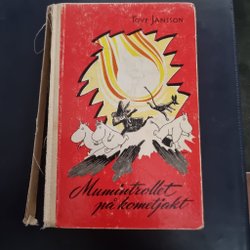 TOVE JANSSON
Mumintrollet
på kometjakt